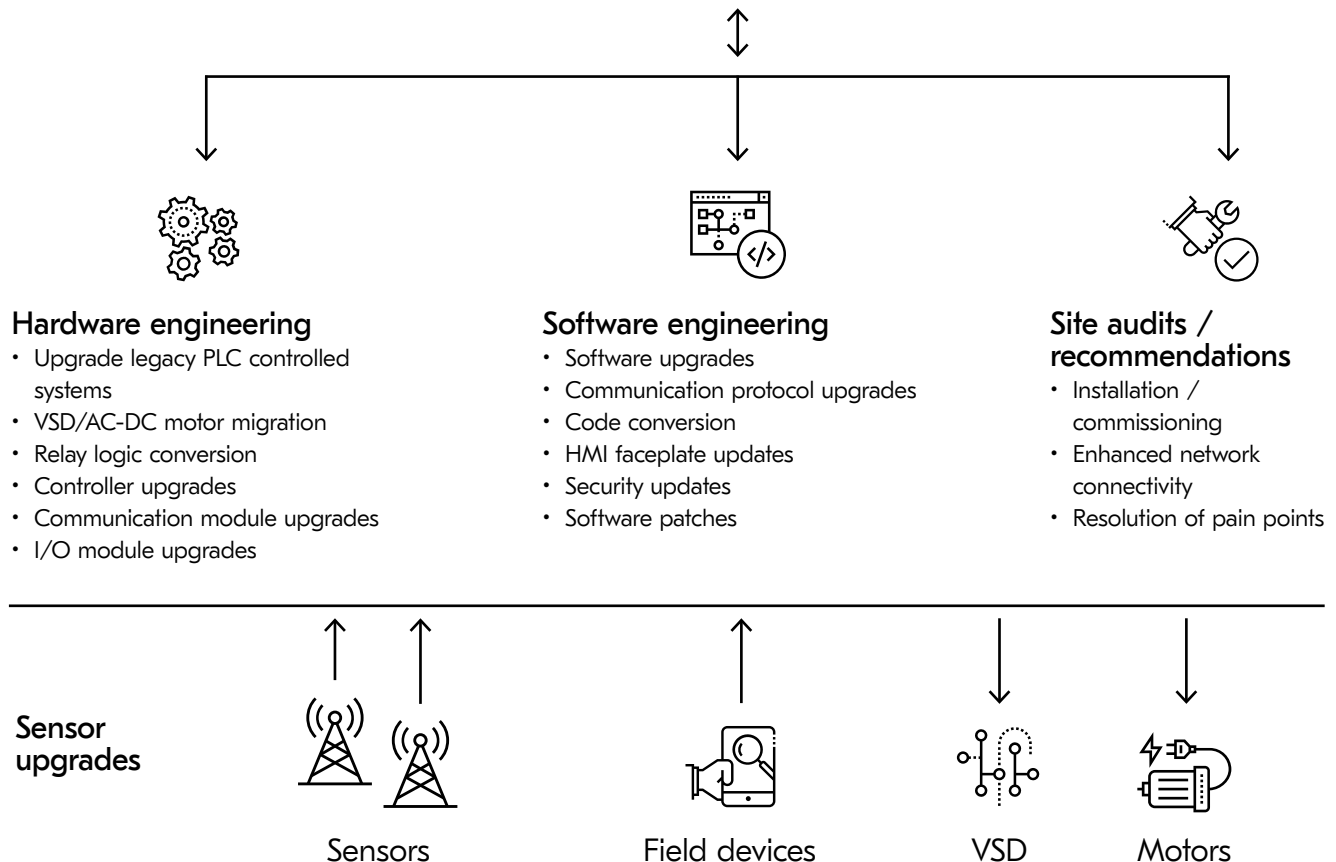 Hardware engineering
• Upgrade legacy PLC controlled
systems
• VSD/AC-DC motor migration
• Relay logic conversion
• Controller upgrades
• Communication module upgrades
• I/O module upgrades
Software engineering
• Software upgrades
• Communication protocol upgrades
• Code conversion
• HMI faceplate updates
• Security updates
• Software patches
Site audits /
recommendations
• Installation /
commissioning
• Enhanced network
connectivity
• Resolution of pain points
Sensor
upgrades
Sensors
Field devices
VSD
Motors